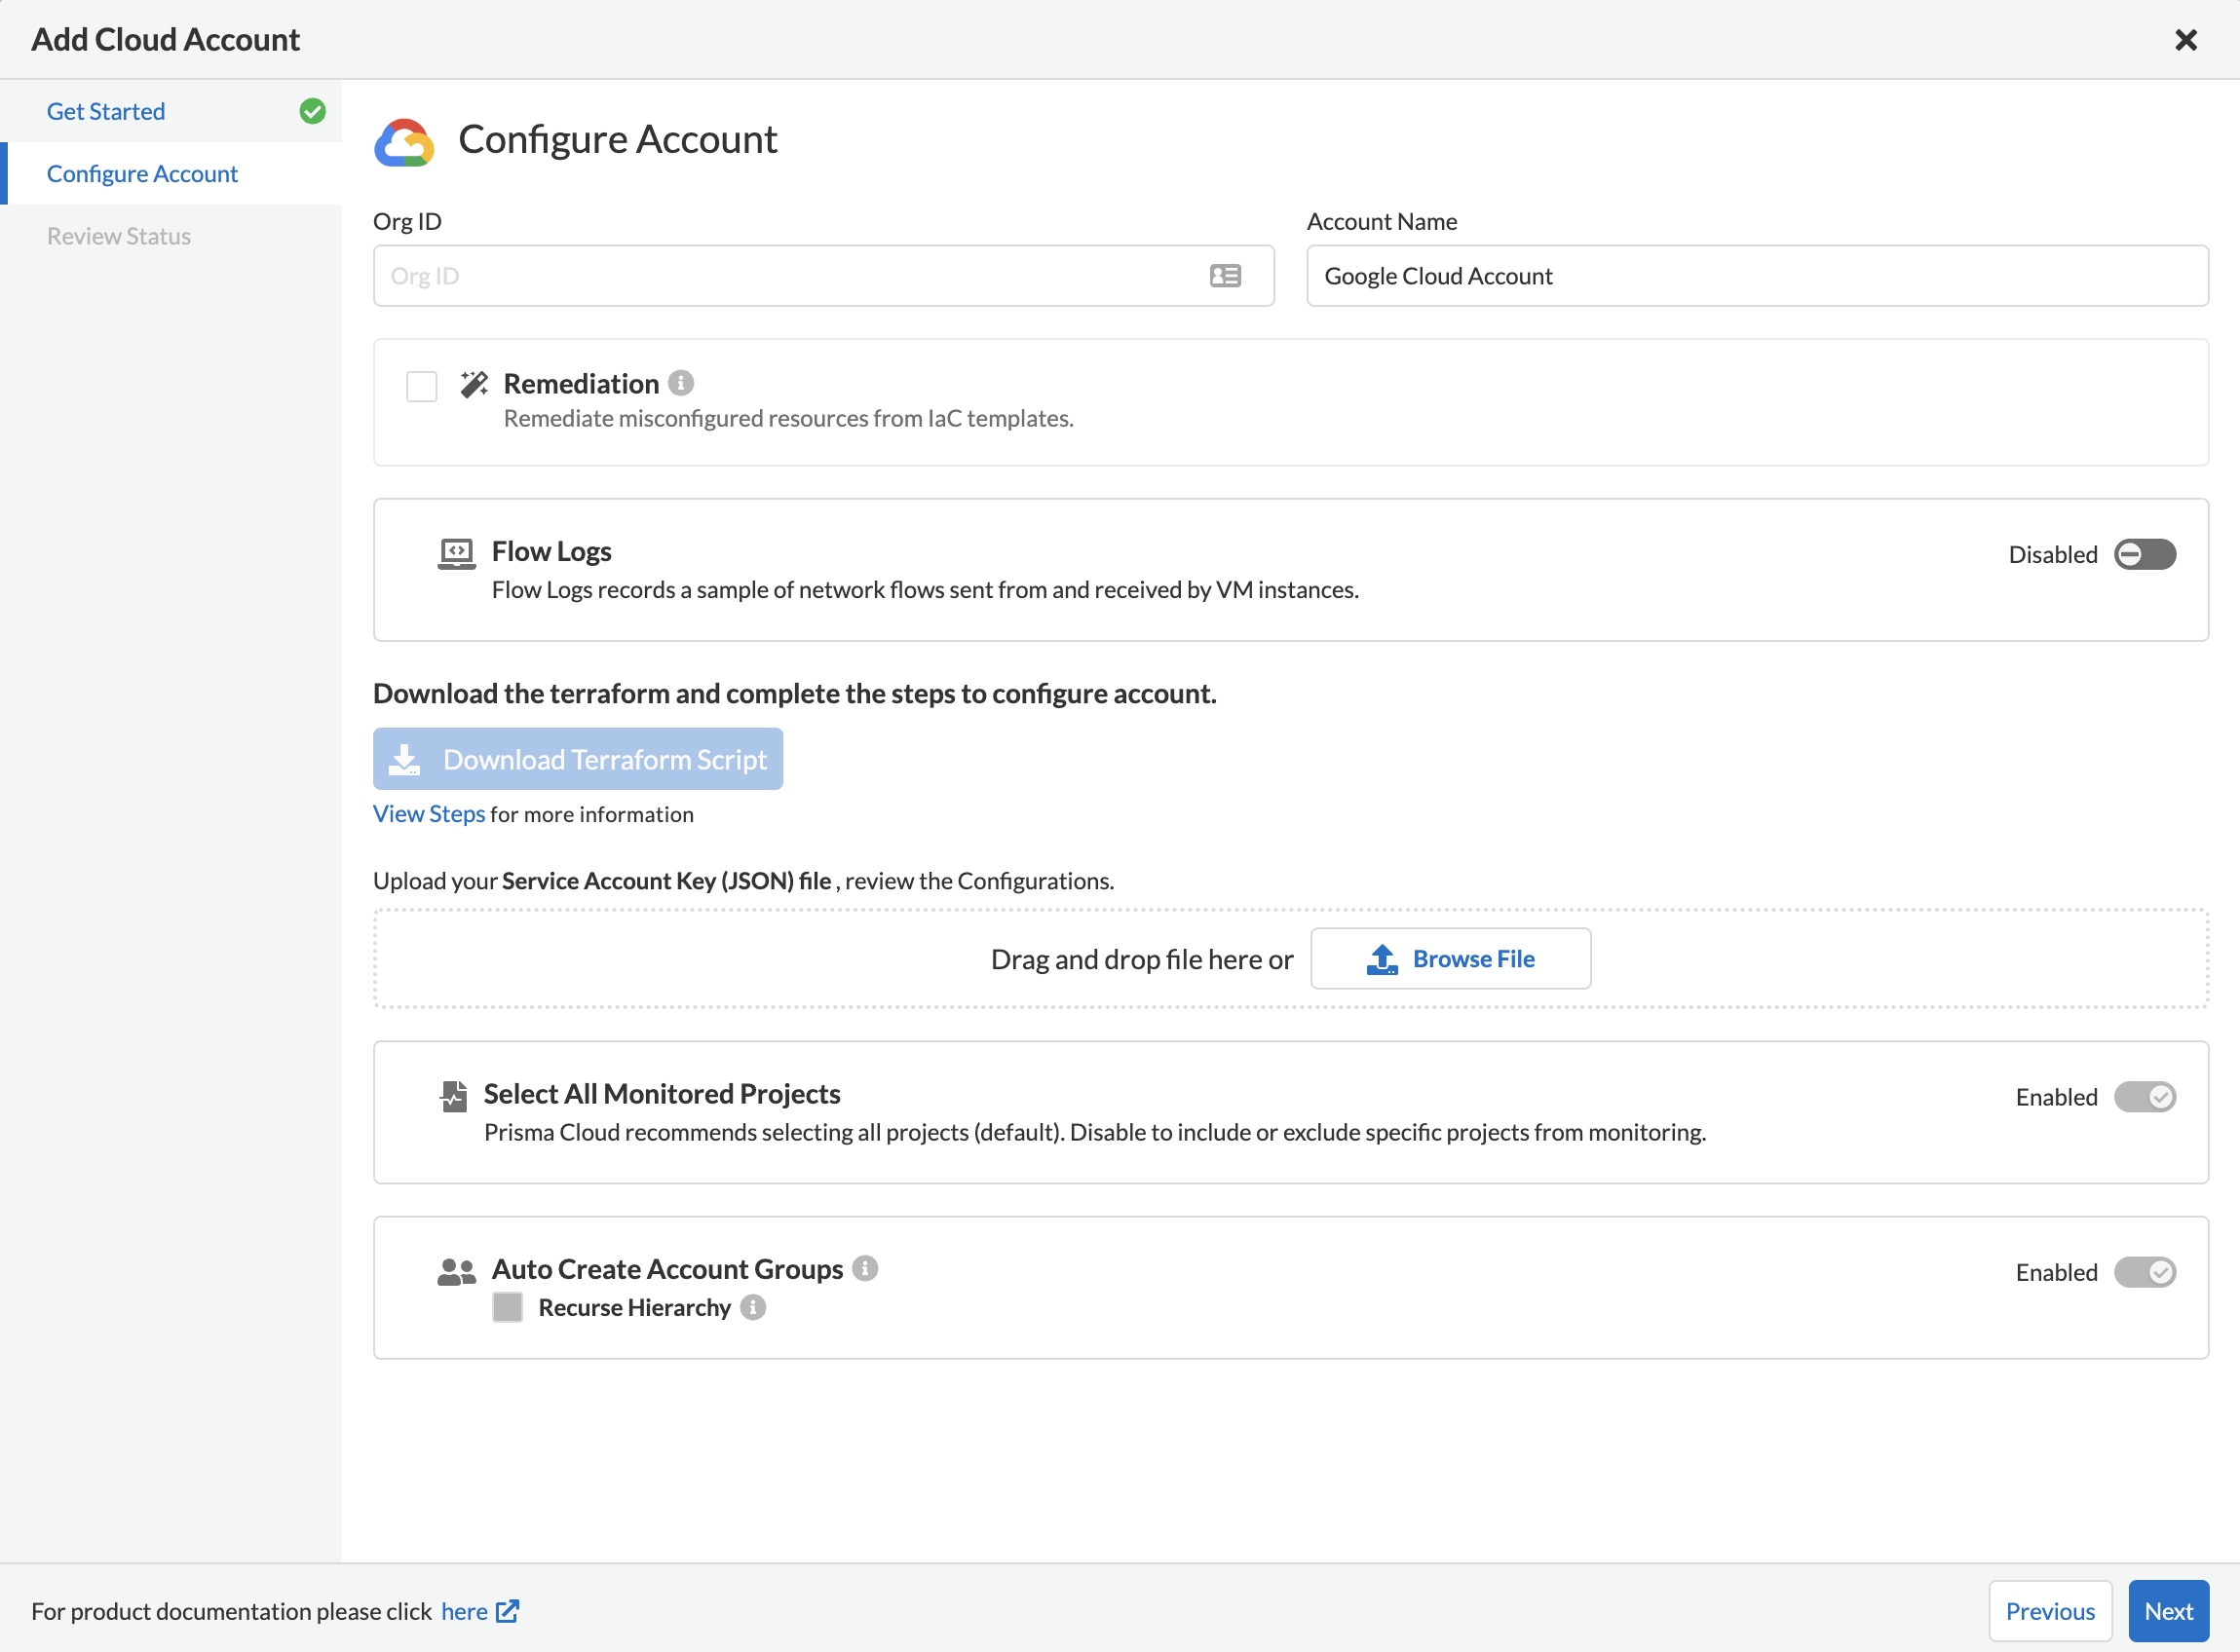 Add Cloud Account
Get Started
Configure Account
Review Status
Configure Account
Org ID
Account Name
Org ID
Google Cloud Account
Remediation
Remediate misconfigured resources from IaC templates.
Flow Logs
Disabled
Flow Logs records a sample of network flows sent from and received by VM instances.
Download the terraform and complete the steps to configure account.
Download Terraform Script
View Steps for more information
Upload your Service Account Key (JSON) file , review the Configurations.
Drag and drop file here or
Browse File
Select All Monitored Projects
Enabled
Prisma Cloud recommends selecting all projects (default). Disable to include or exclude specific projects from monitoring.
Auto Create Account Groups
Enabled
Recurse Hierarchy
For product documentation please click here
Previous
Next